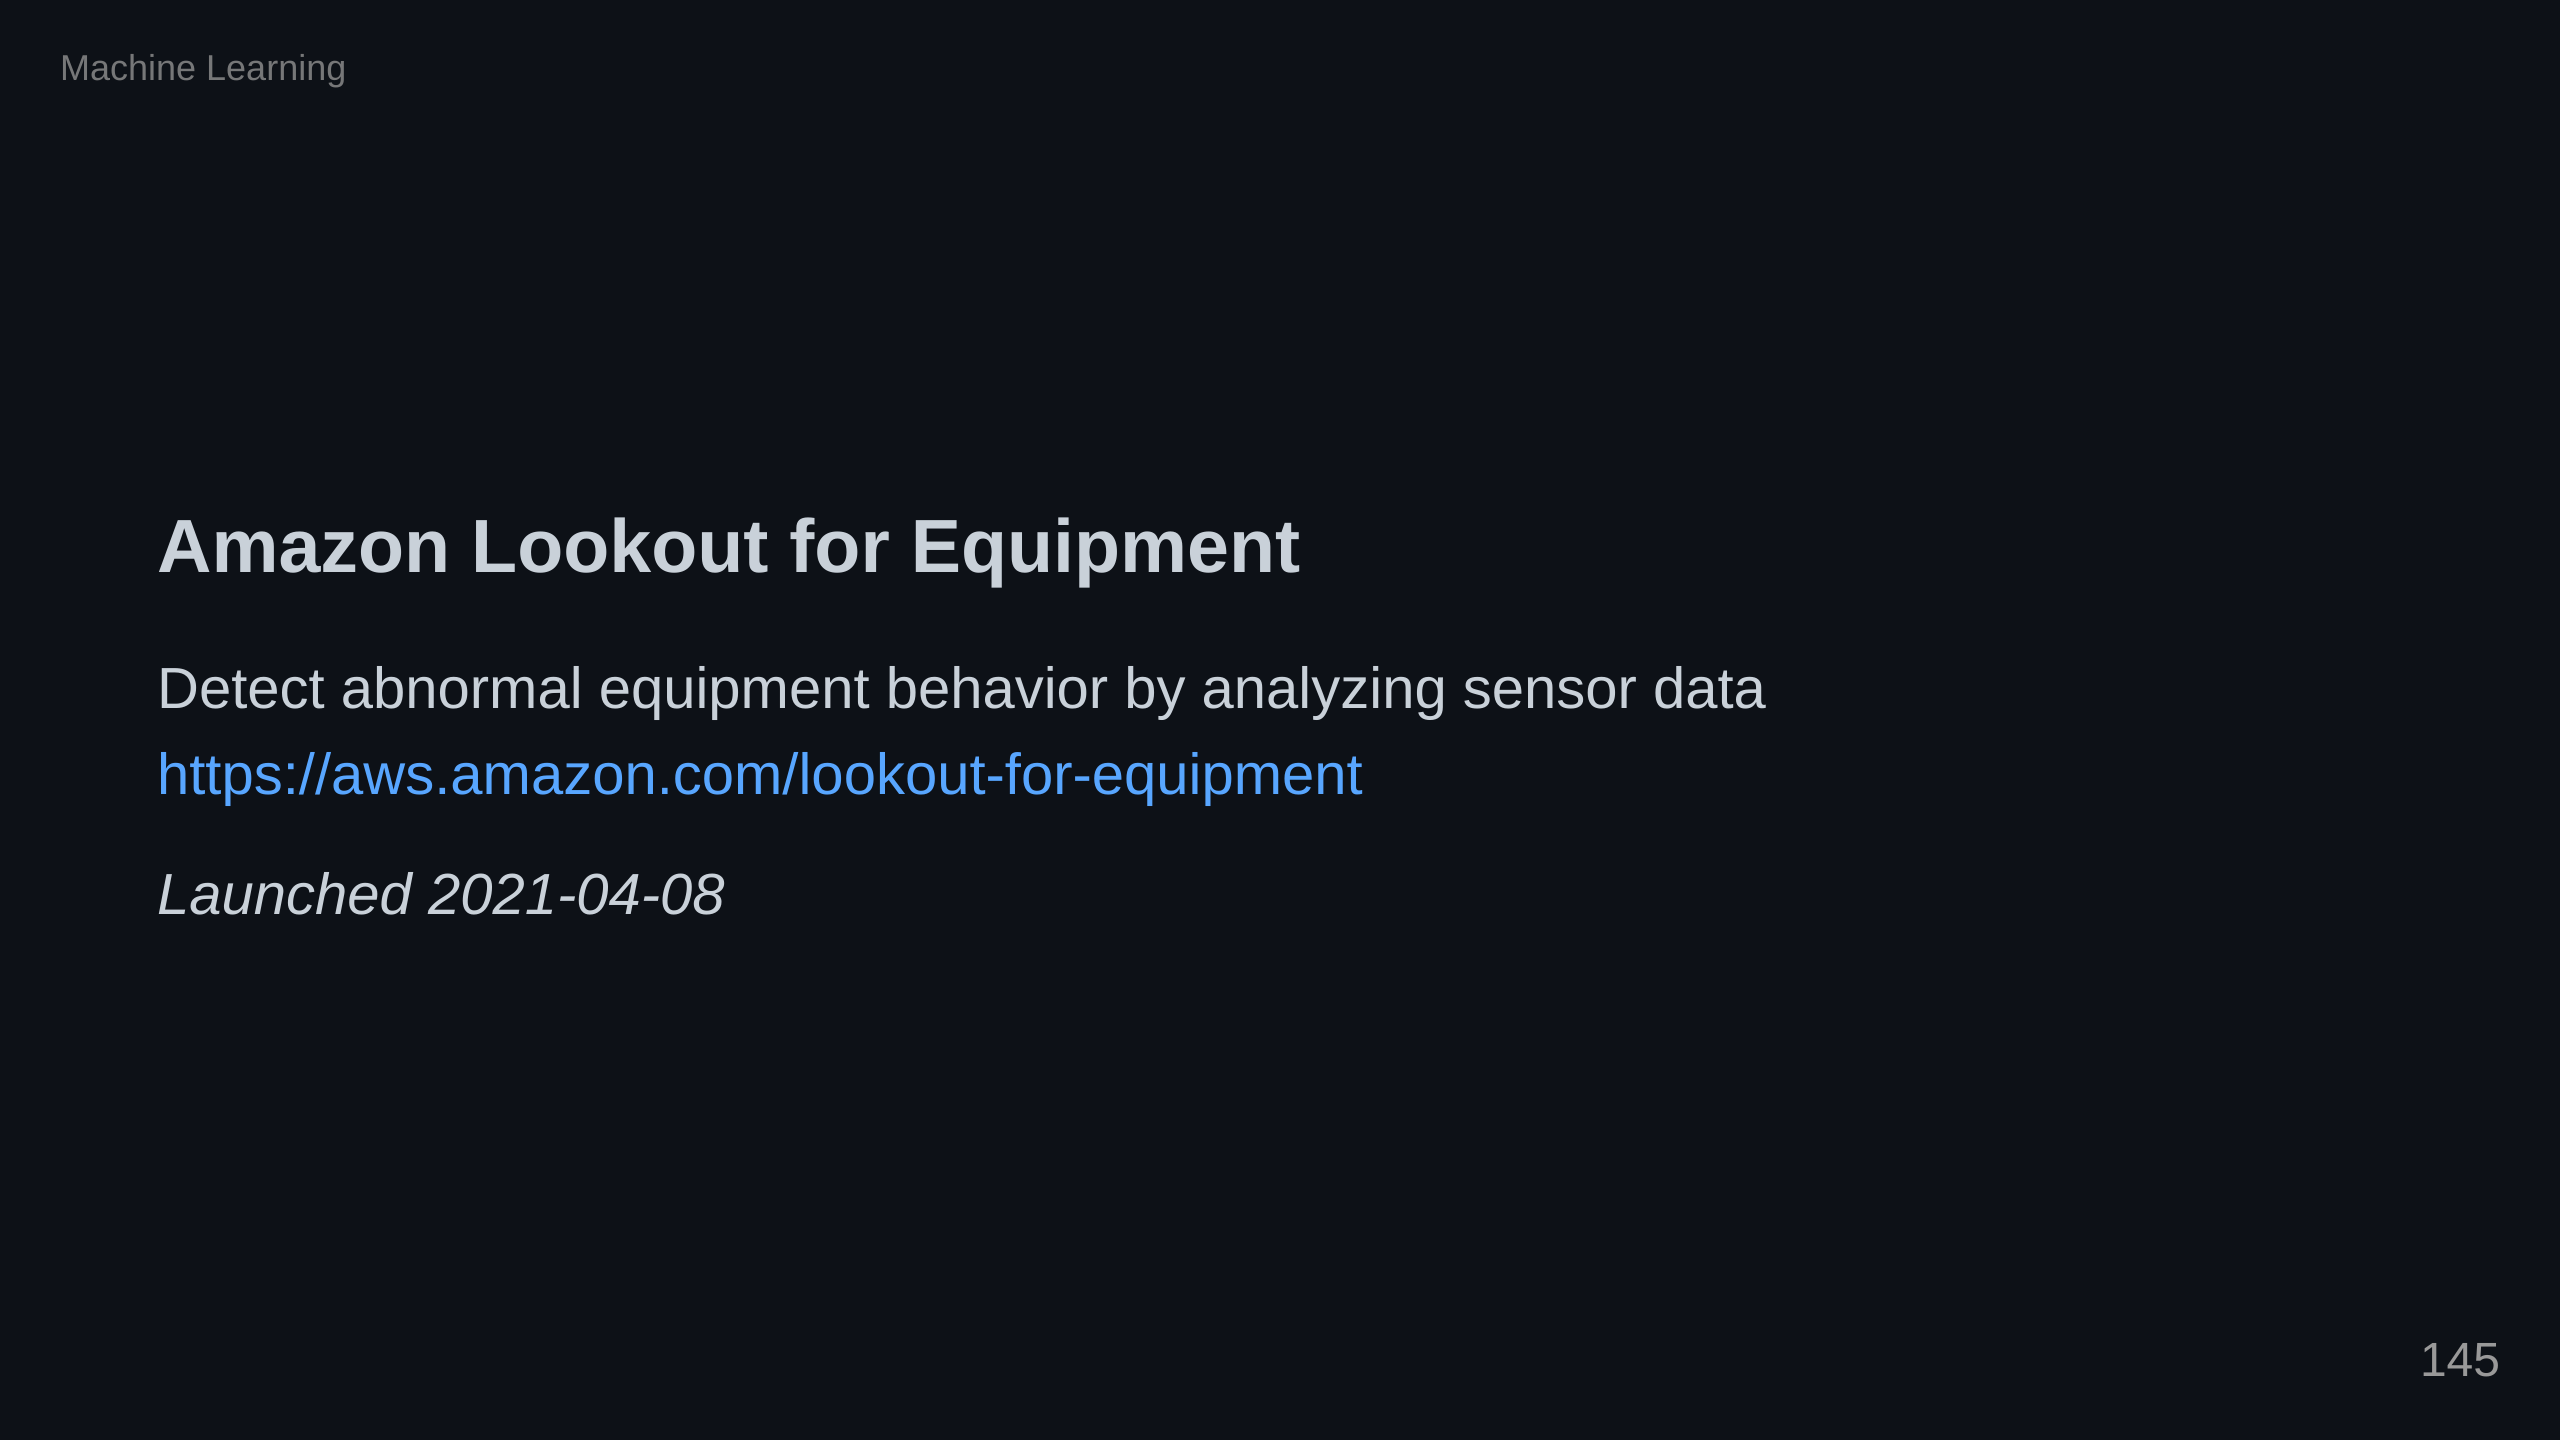 Machine Learning
Amazon Lookout for Equipment
Detect abnormal equipment behavior by analyzing sensor data
https://aws.amazon.com/lookout-for-equipment
Launched 2021-04-08
145